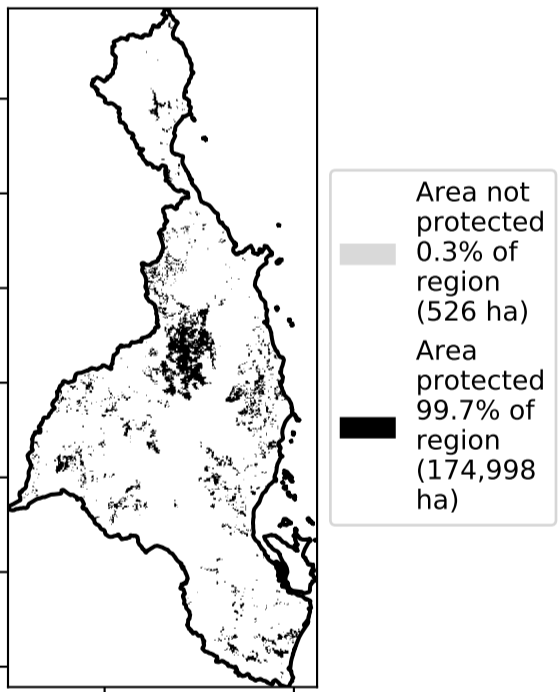 Area not
protected
0.3% of
region
(526 ha)
Area
protected
99.7% of
region
(174,998
ha)